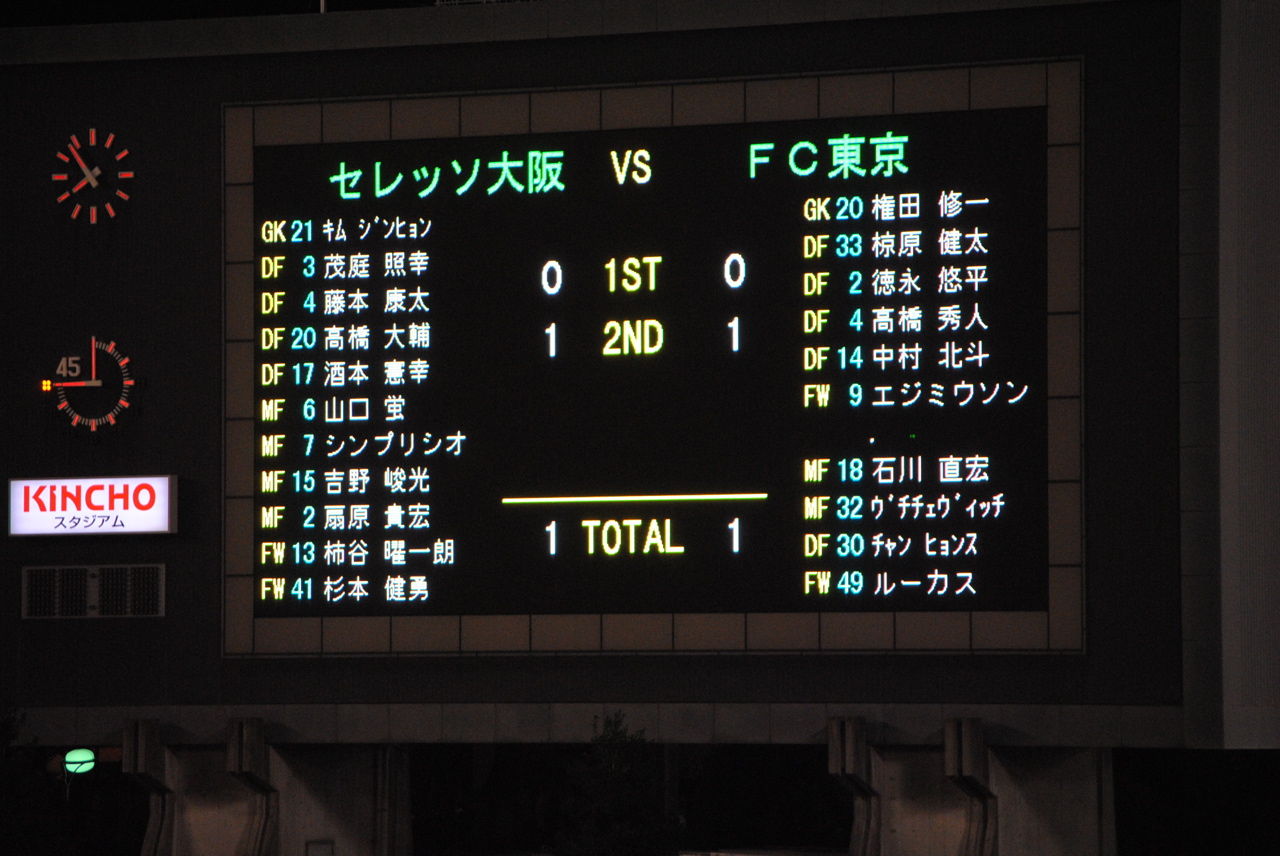 セレッソ大阪 VS ＦＣ東京
GK 21 ｷﾑ ｼﾞﾝﾋｮﾝ
DF 3 茂庭 照幸
DF 4 藤本 康太
DF 20 高橋 大輔
DF 17 酒本 憲幸
MF 6 山口 蛍
MF 7 シンプリシオ
MF 15 吉野 峻光
MF 2 扇原 貴宏
FW 13 柿谷 曜一朗
FW 41 杉本 健勇
0 1ST 0
1 2ND 1
1 TOTAL 1
GK 20 権田 修一
DF 33 椋原 健太
DF 2 徳永 悠平
DF 4 高橋 秀人
DF 14 中村 北斗
FW 9 エジミウソン
MF 18 石川 直宏
MF 32 ｳﾞﾁﾁｪｳﾞｨｯﾁ
DF 30 ﾁｬﾝ ﾋｮﾝｽ
FW 49 ルーカス
45
KINCHO
スタジアム